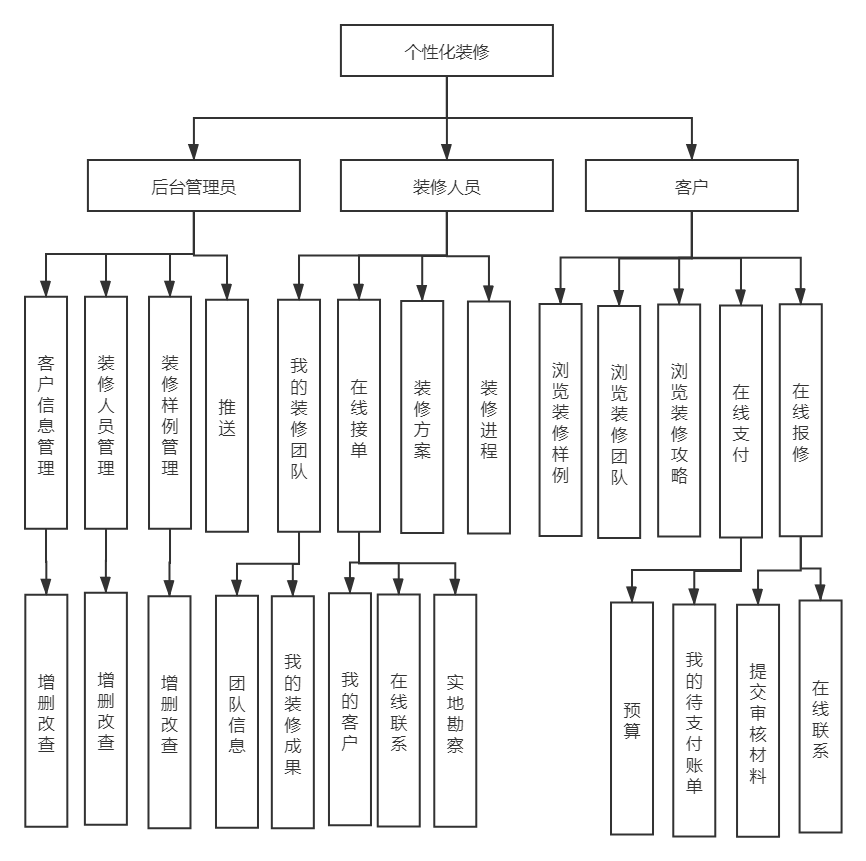 个性化装修
后台管理员
装修人员
客户
客户信息管理
装修人员管理
装修样例管理
推送
我的装修团队
在线接单
装修方案
装修进程
浏览装修样例
浏览装修团队
浏览装修攻略
在线支付
在线报修
增删改查
增删改查
增删改查
团队信息
我的装修成果
我的客户
在线联系
实地勘察
预算
我的待支付账单
提交审核材料
在线联系